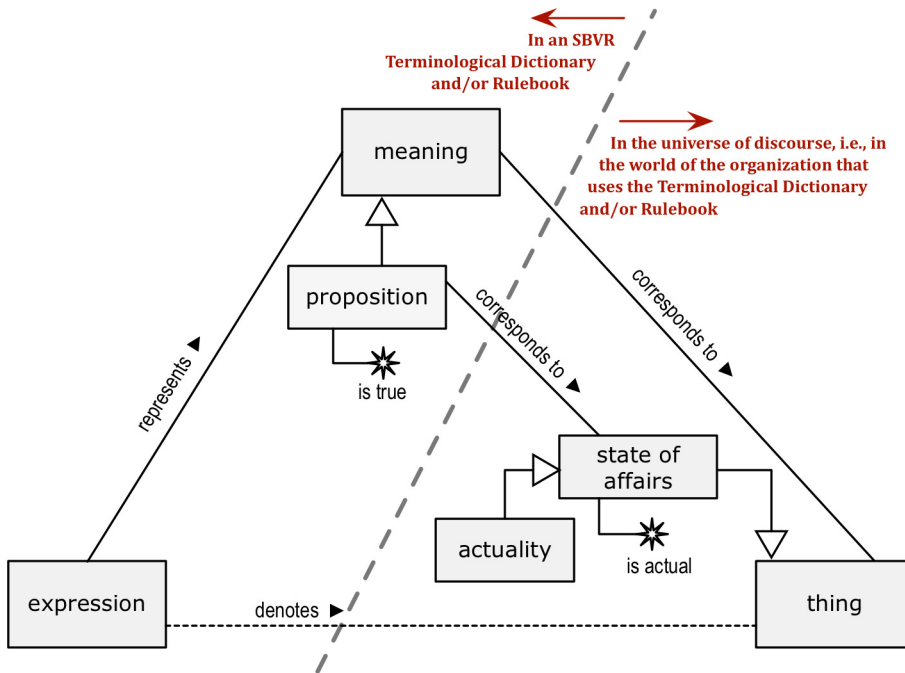 In an SBVR
Terminological Dictionary
and/or Rulebook
In the universe of discourse, i.e., in
the world of the organization that
uses the Terminological Dictionary
and/or Rulebook
meaning
proposition
is true
corresponds to ▶
corresponds to ▶
represents ▶
state of
affairs
actuality
is actual
expression
denotes ▶
thing